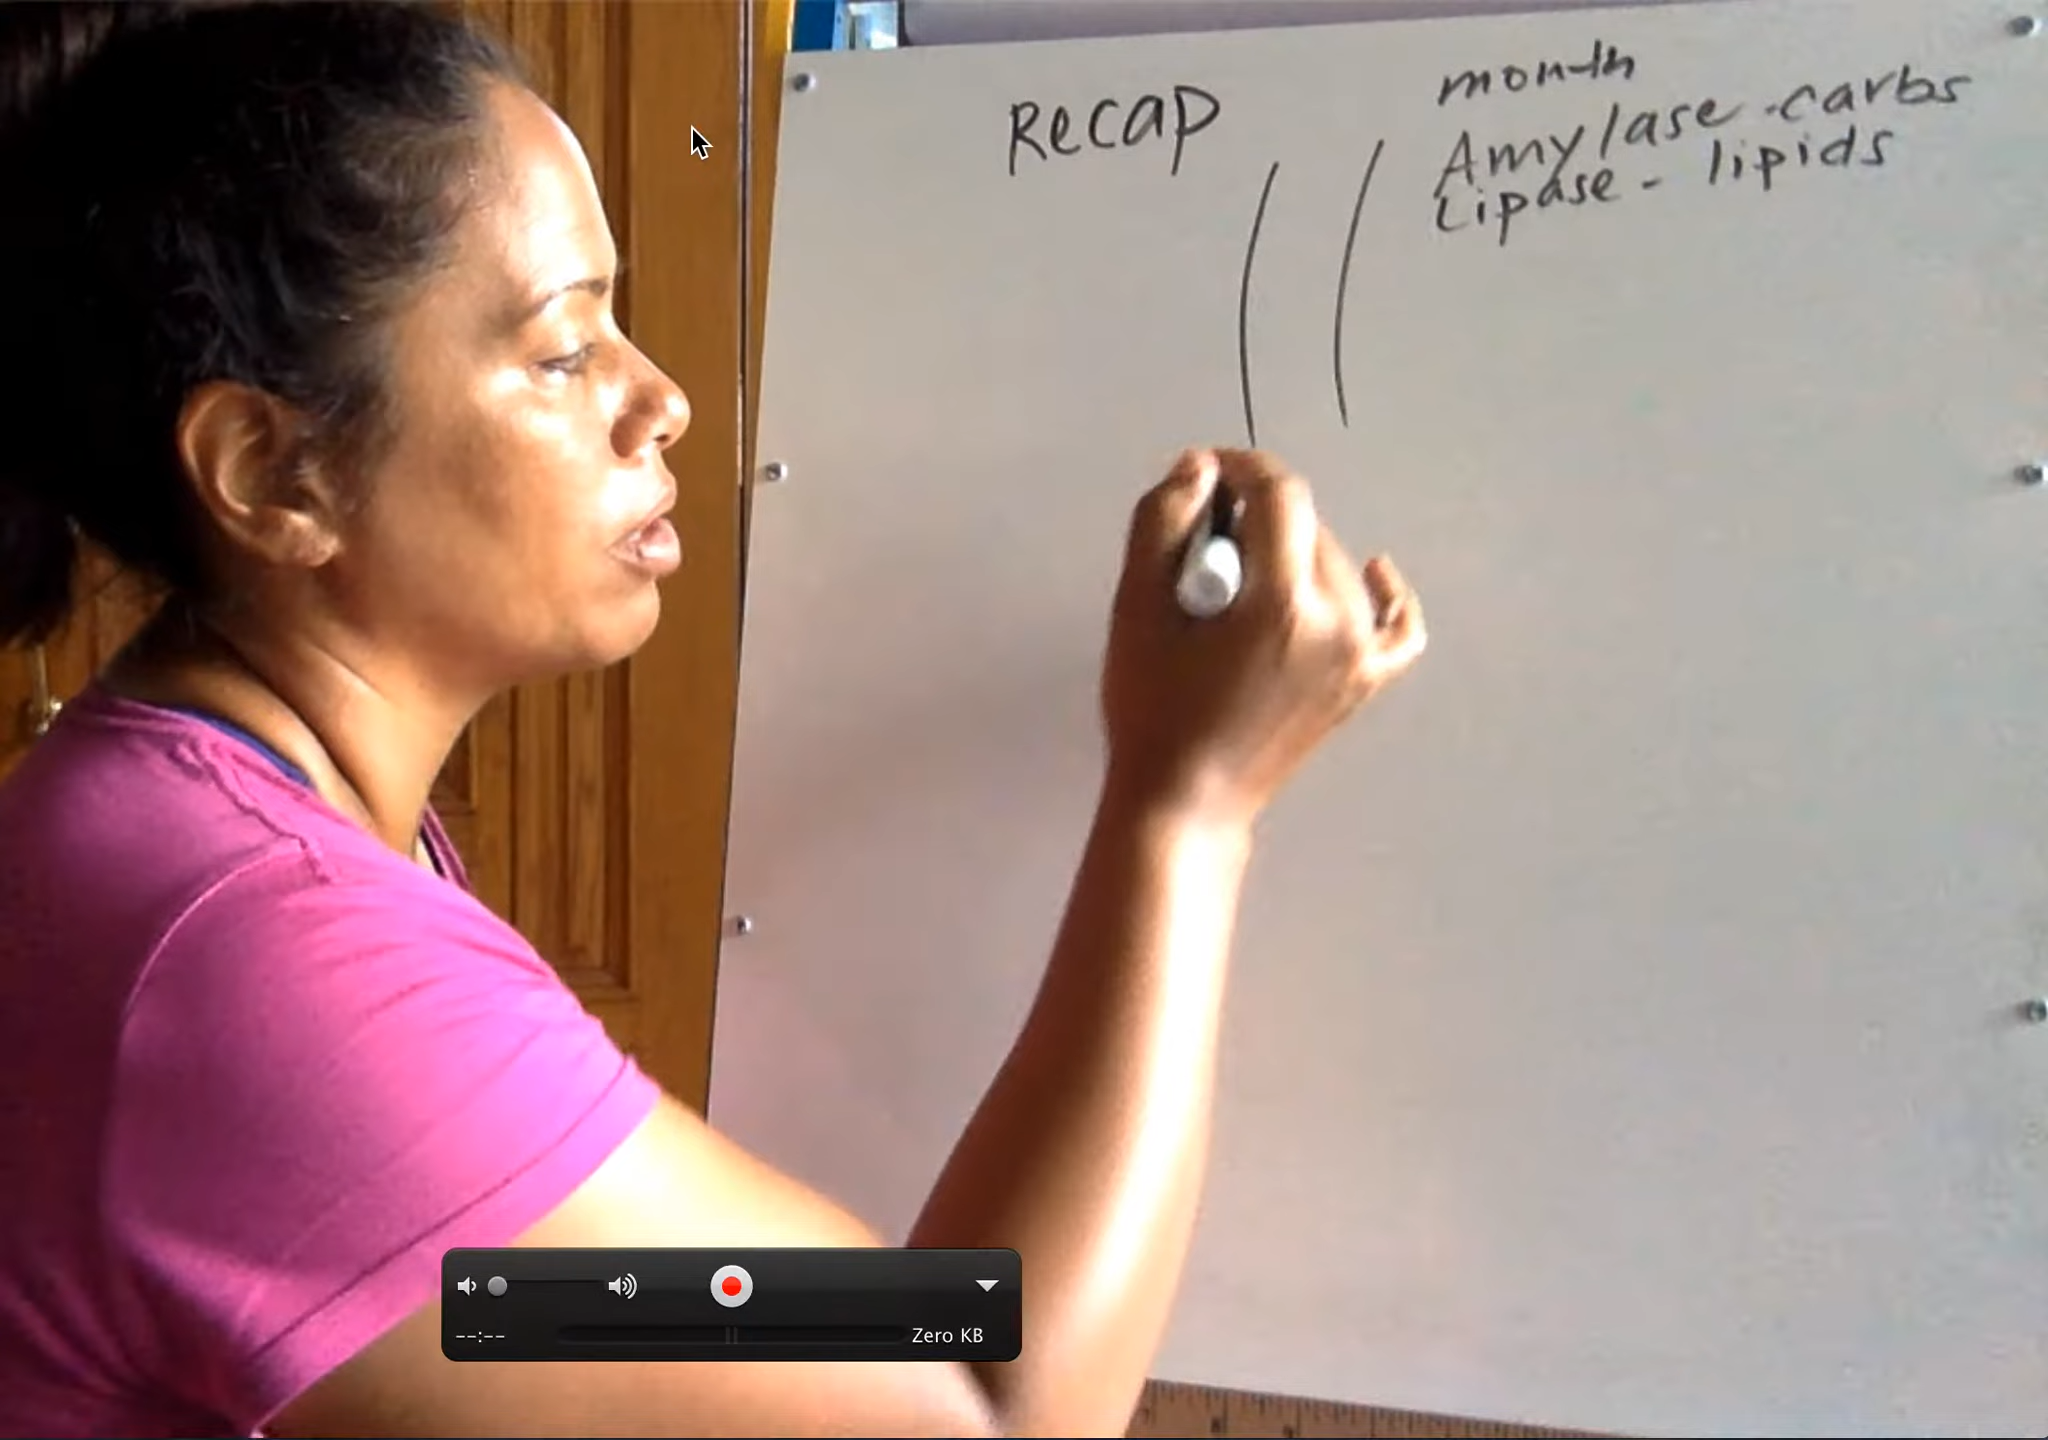 Recap
month
Amylase - carbs
Lipase - lipids
--:--
Zero KB